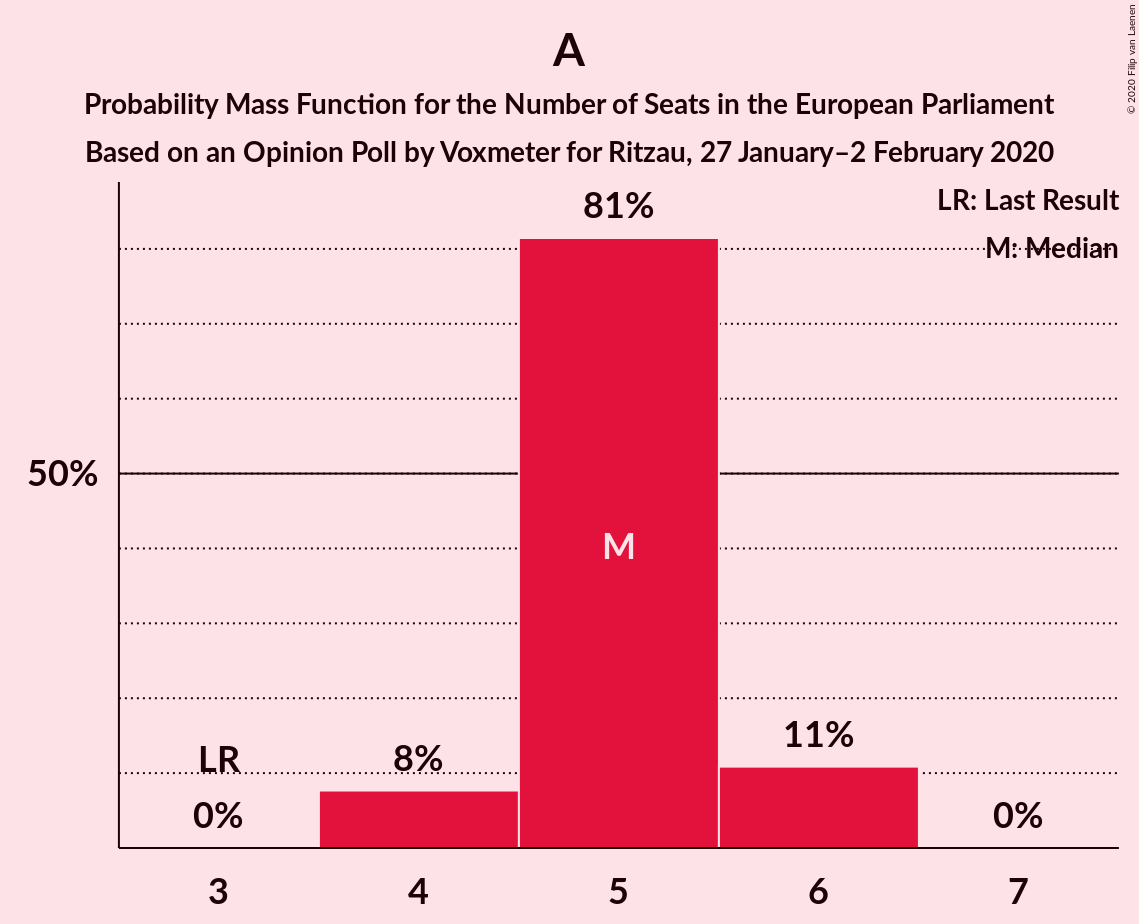 © 2020 Filip van Laenen
A
Probability Mass Function for the Number of Seats in the European Parliament
Based on an Opinion Poll by Voxmeter for Ritzau, 27 January–2 February 2020
LR: Last Result
M: Median
81%
50%
M
11%
LR
8%
0%
0%
3 4 5 6 7